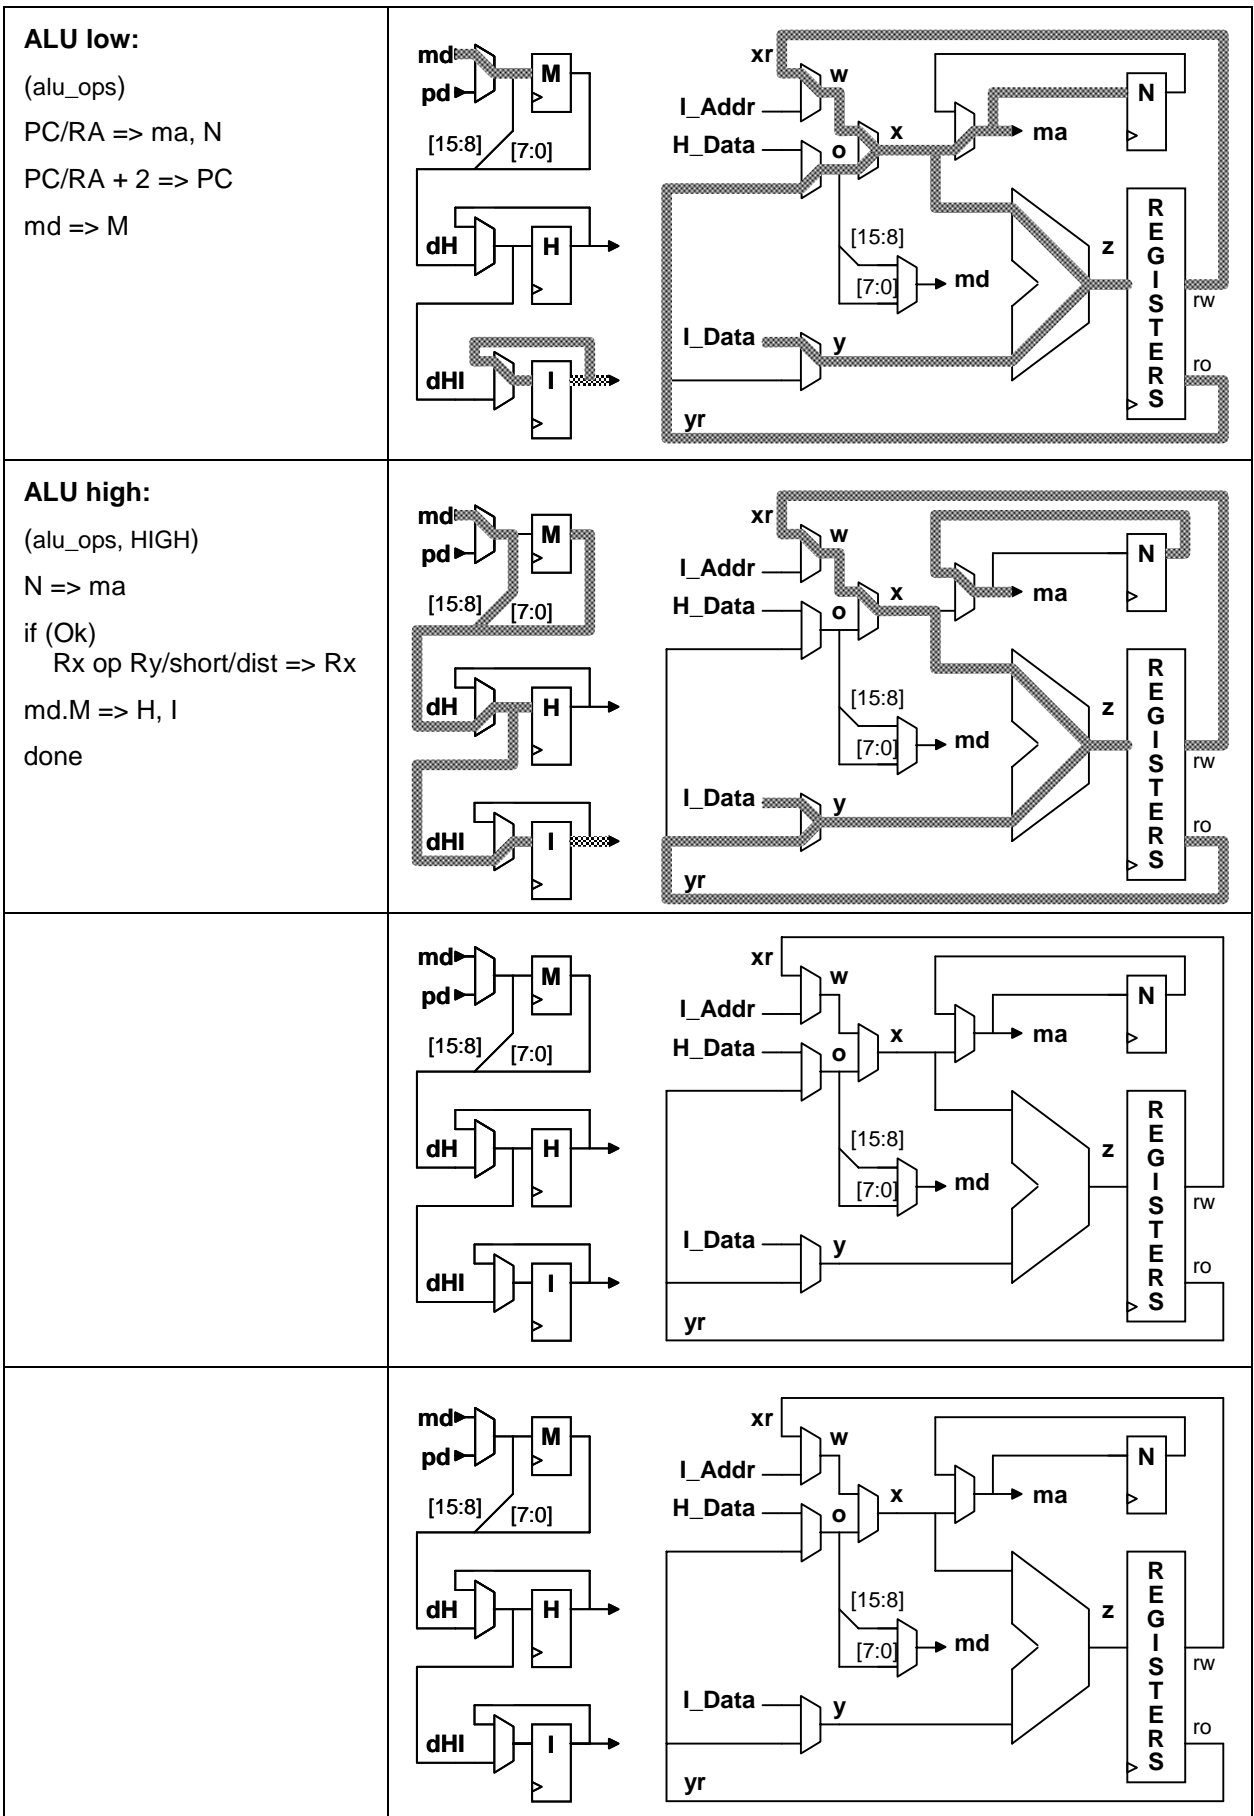 ALU low:
(alu_ops)
PC/RA => ma, N
PC/RA + 2 => PC
md => M
md
pd
M
[15:8]
[7:0]
dH
H
dHI
I
xr
w
I_Addr
H_Data
o
x
ma
N
[15:8]
[7:0]
md
I_Data
y
yr
z
REGISTERS
rw
ro
ALU high:
(alu_ops, HIGH)
N => ma
if (Ok)
Rx op Ry/short/dist => Rx
md.M => H, I
done
md
pd
M
[15:8]
[7:0]
dH
H
dHI
I
xr
w
I_Addr
H_Data
o
x
ma
N
[15:8]
[7:0]
md
I_Data
y
yr
z
REGISTERS
rw
ro
md
pd
M
[15:8]
[7:0]
dH
H
dHI
I
xr
w
I_Addr
H_Data
o
x
ma
N
[15:8]
[7:0]
md
I_Data
y
yr
z
REGISTERS
rw
ro
md
pd
M
[15:8]
[7:0]
dH
H
dHI
I
xr
w
I_Addr
H_Data
o
x
ma
N
[15:8]
[7:0]
md
I_Data
y
yr
z
REGISTERS
rw
ro